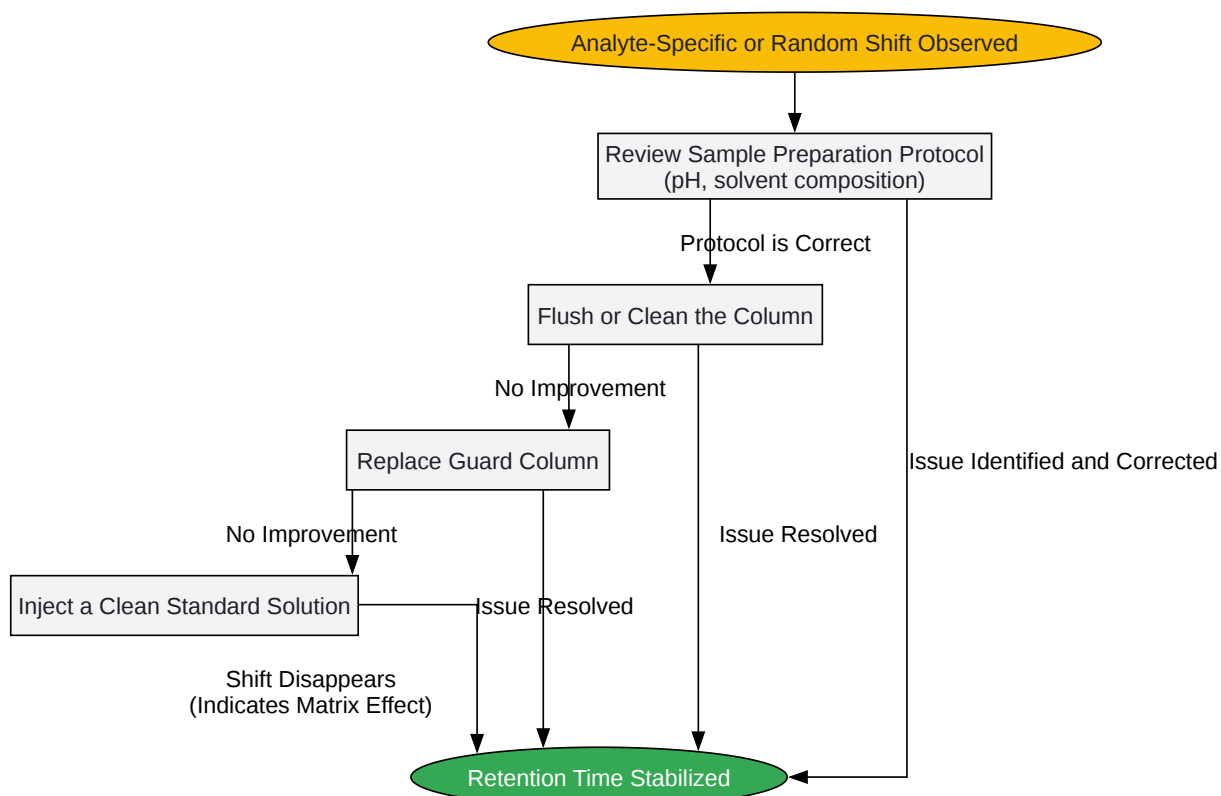 Analyte-Specific or Random Shift Observed
Review Sample Preparation Protocol
(pH, solvent composition)
Protocol is Correct
Flush or Clean the Column
No Improvement
Replace Guard Column
Issue Identified and Corrected
No Improvement
Issue Resolved
Inject a Clean Standard Solution
Issue Resolved
Shift Disappears
(Indicates Matrix Effect)
Retention Time Stabilized